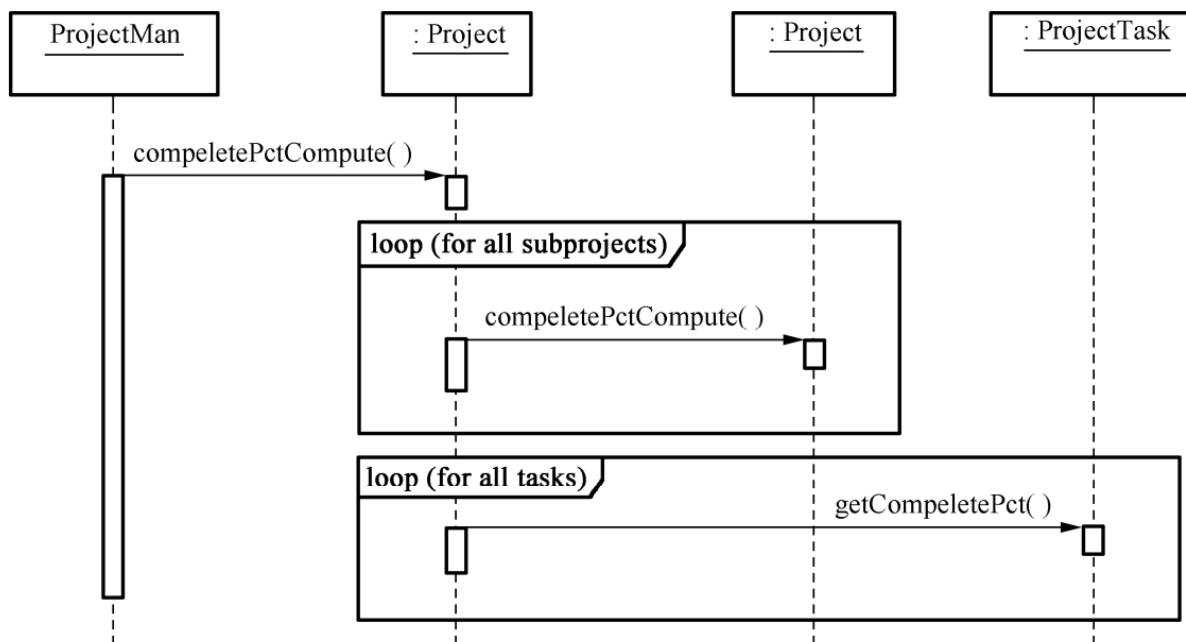 ProjectMan
: Project
: Project
: ProjectTask
compeletePctCompute( )
loop (for all subprojects)
compeletePctCompute( )
loop (for all tasks)
getCompeletePct( )